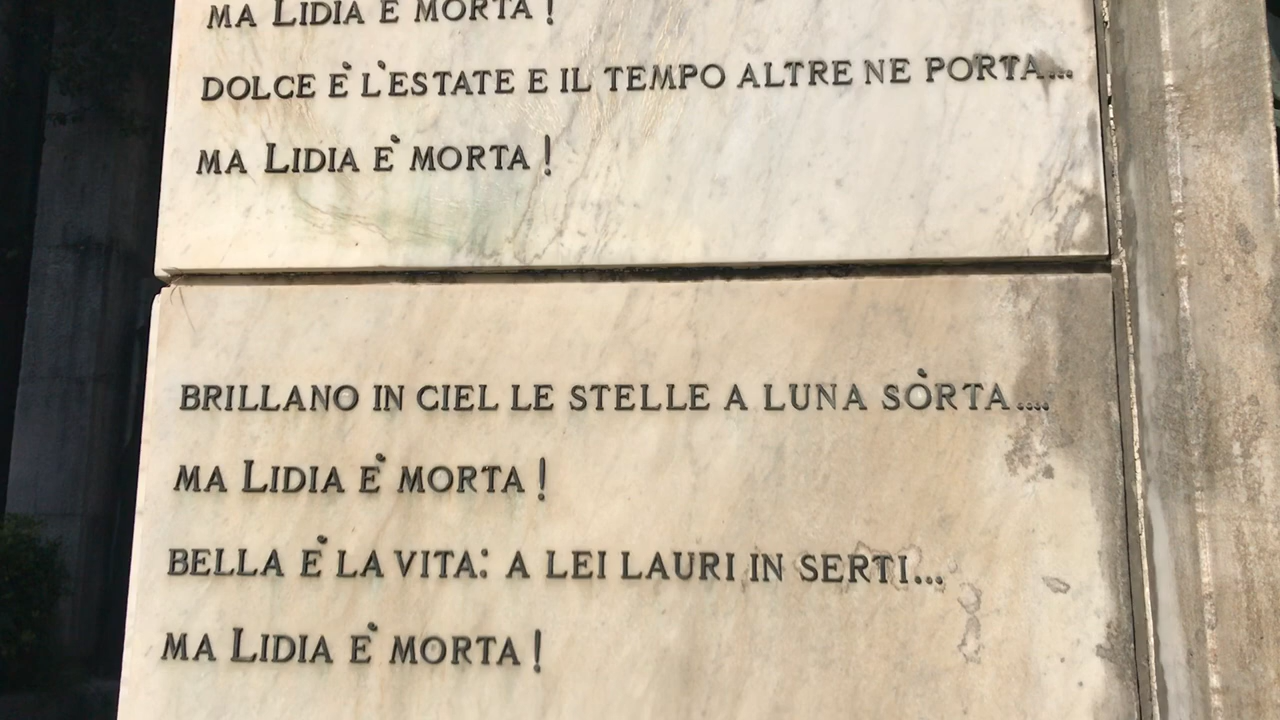 MA LIDIA È MORTA !
DOLCE È L'ESTATE E IL TEMPO ALTRE NE PORTA...
MA LIDIA È MORTA !
BRILLANO IN CIEL LE STELLE A LUNA SÒRTA....
MA LIDIA È MORTA !
BELLA È LA VITA: A LEI LAURI IN SERTI...
MA LIDIA È MORTA !